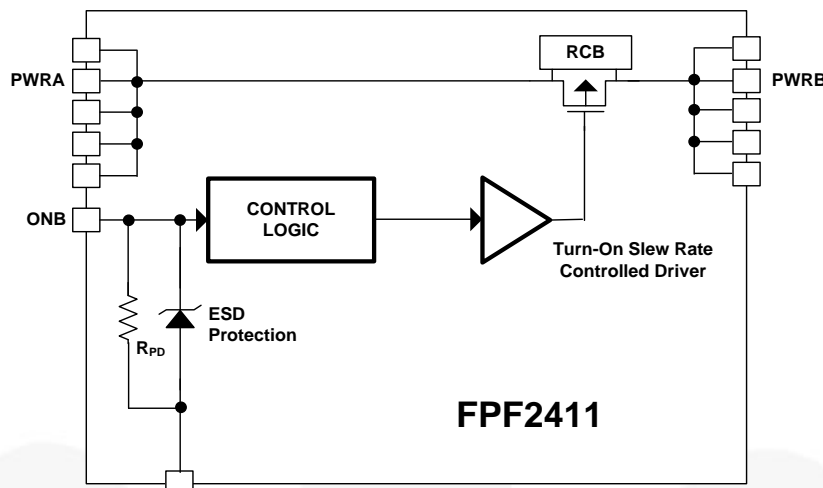 RCB
PWRA
PWRB
ONB
CONTROL
LOGIC
Turn-On Slew Rate
Controlled Driver
ESD
Protection
RPD
FPF2411